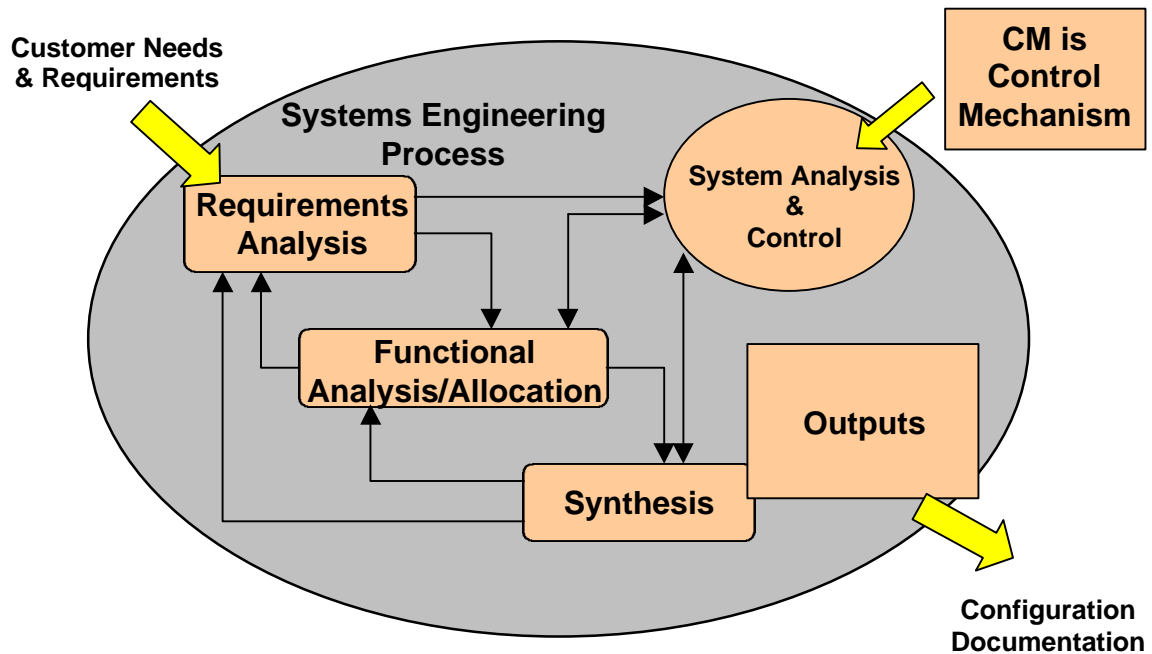 Customer Needs
& Requirements
CM is
Control
Mechanism
Systems Engineering
Process
System Analysis
&
Control
Requirements
Analysis
Functional
Analysis/Allocation
Outputs
Synthesis
Configuration
Documentation